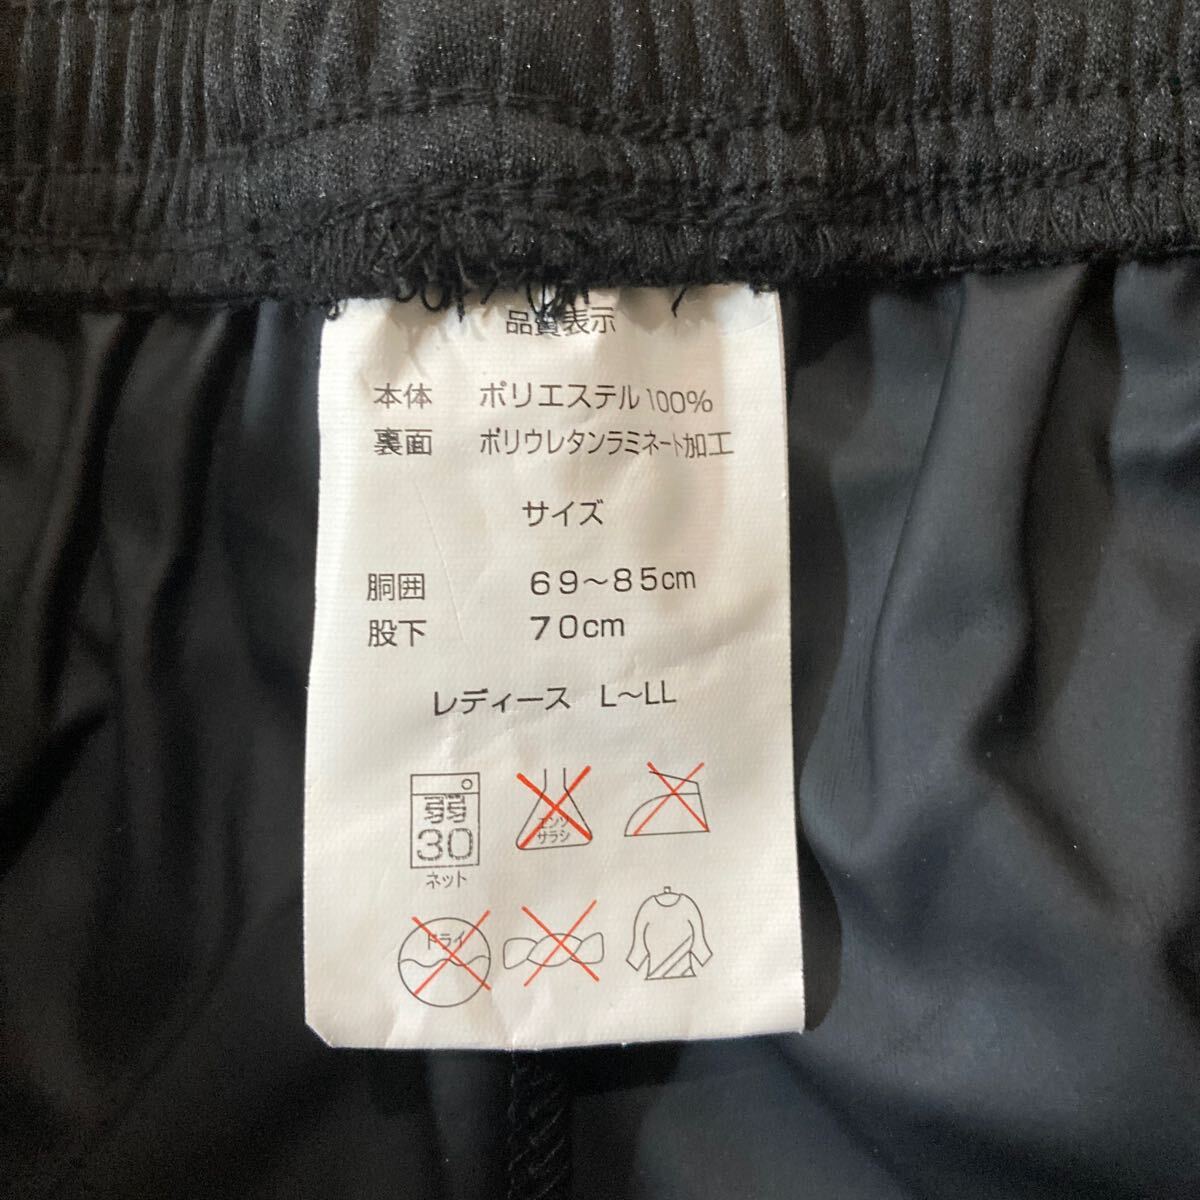 品質表示
本体 ポリエステル100%
裏面 ポリウレタンラミネート加工
サイズ
胴囲 69~85cm
股下 70cm
レディース L~LL
弱
30
ネット
エンソ
サラシ
ドライ